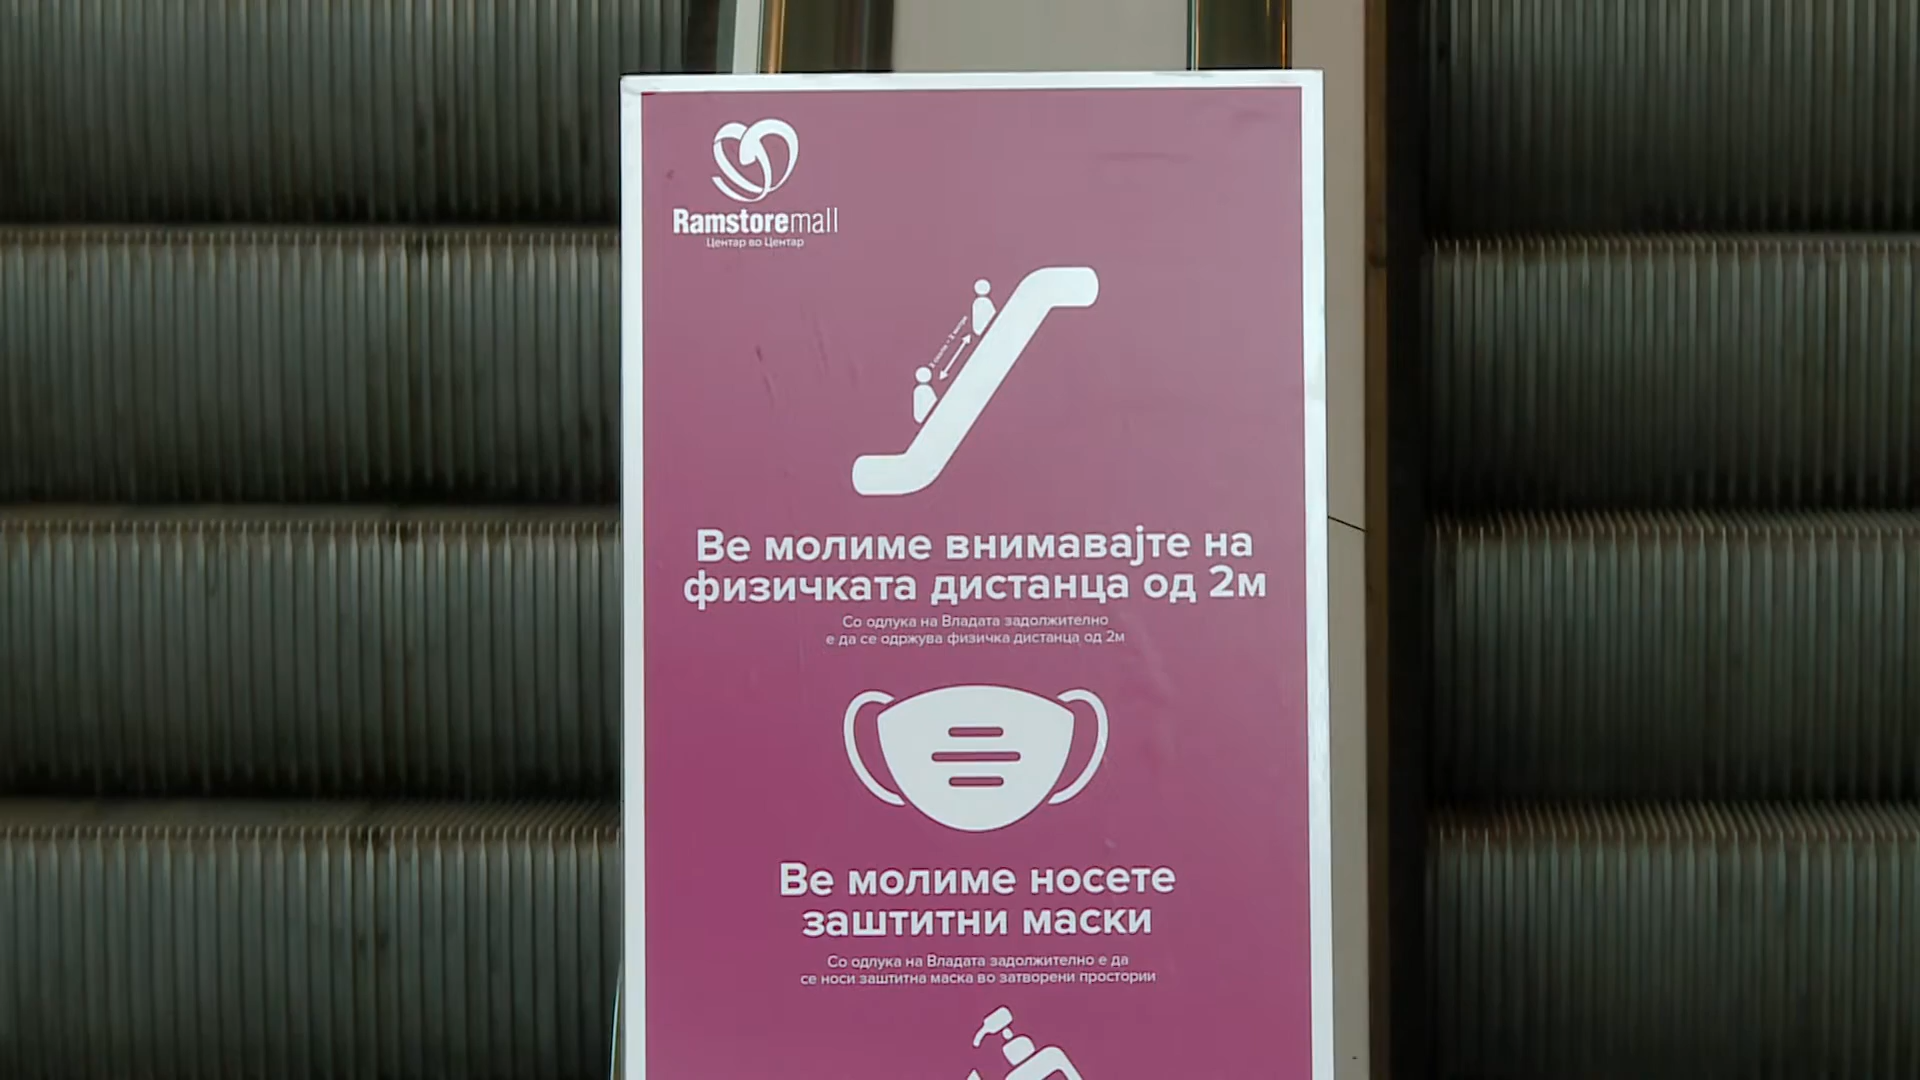 Ramstoremall
Центар во Центар
Ве молиме внимавајте на
физичката дистанца од 2м
Со одлука на Владата задолжително
е да се одржува физичка дистанца од 2м
Ве молиме носете
заштитни маски
Со одлука на Владата задолжително е да
се носи заштитна маска во затворени простории